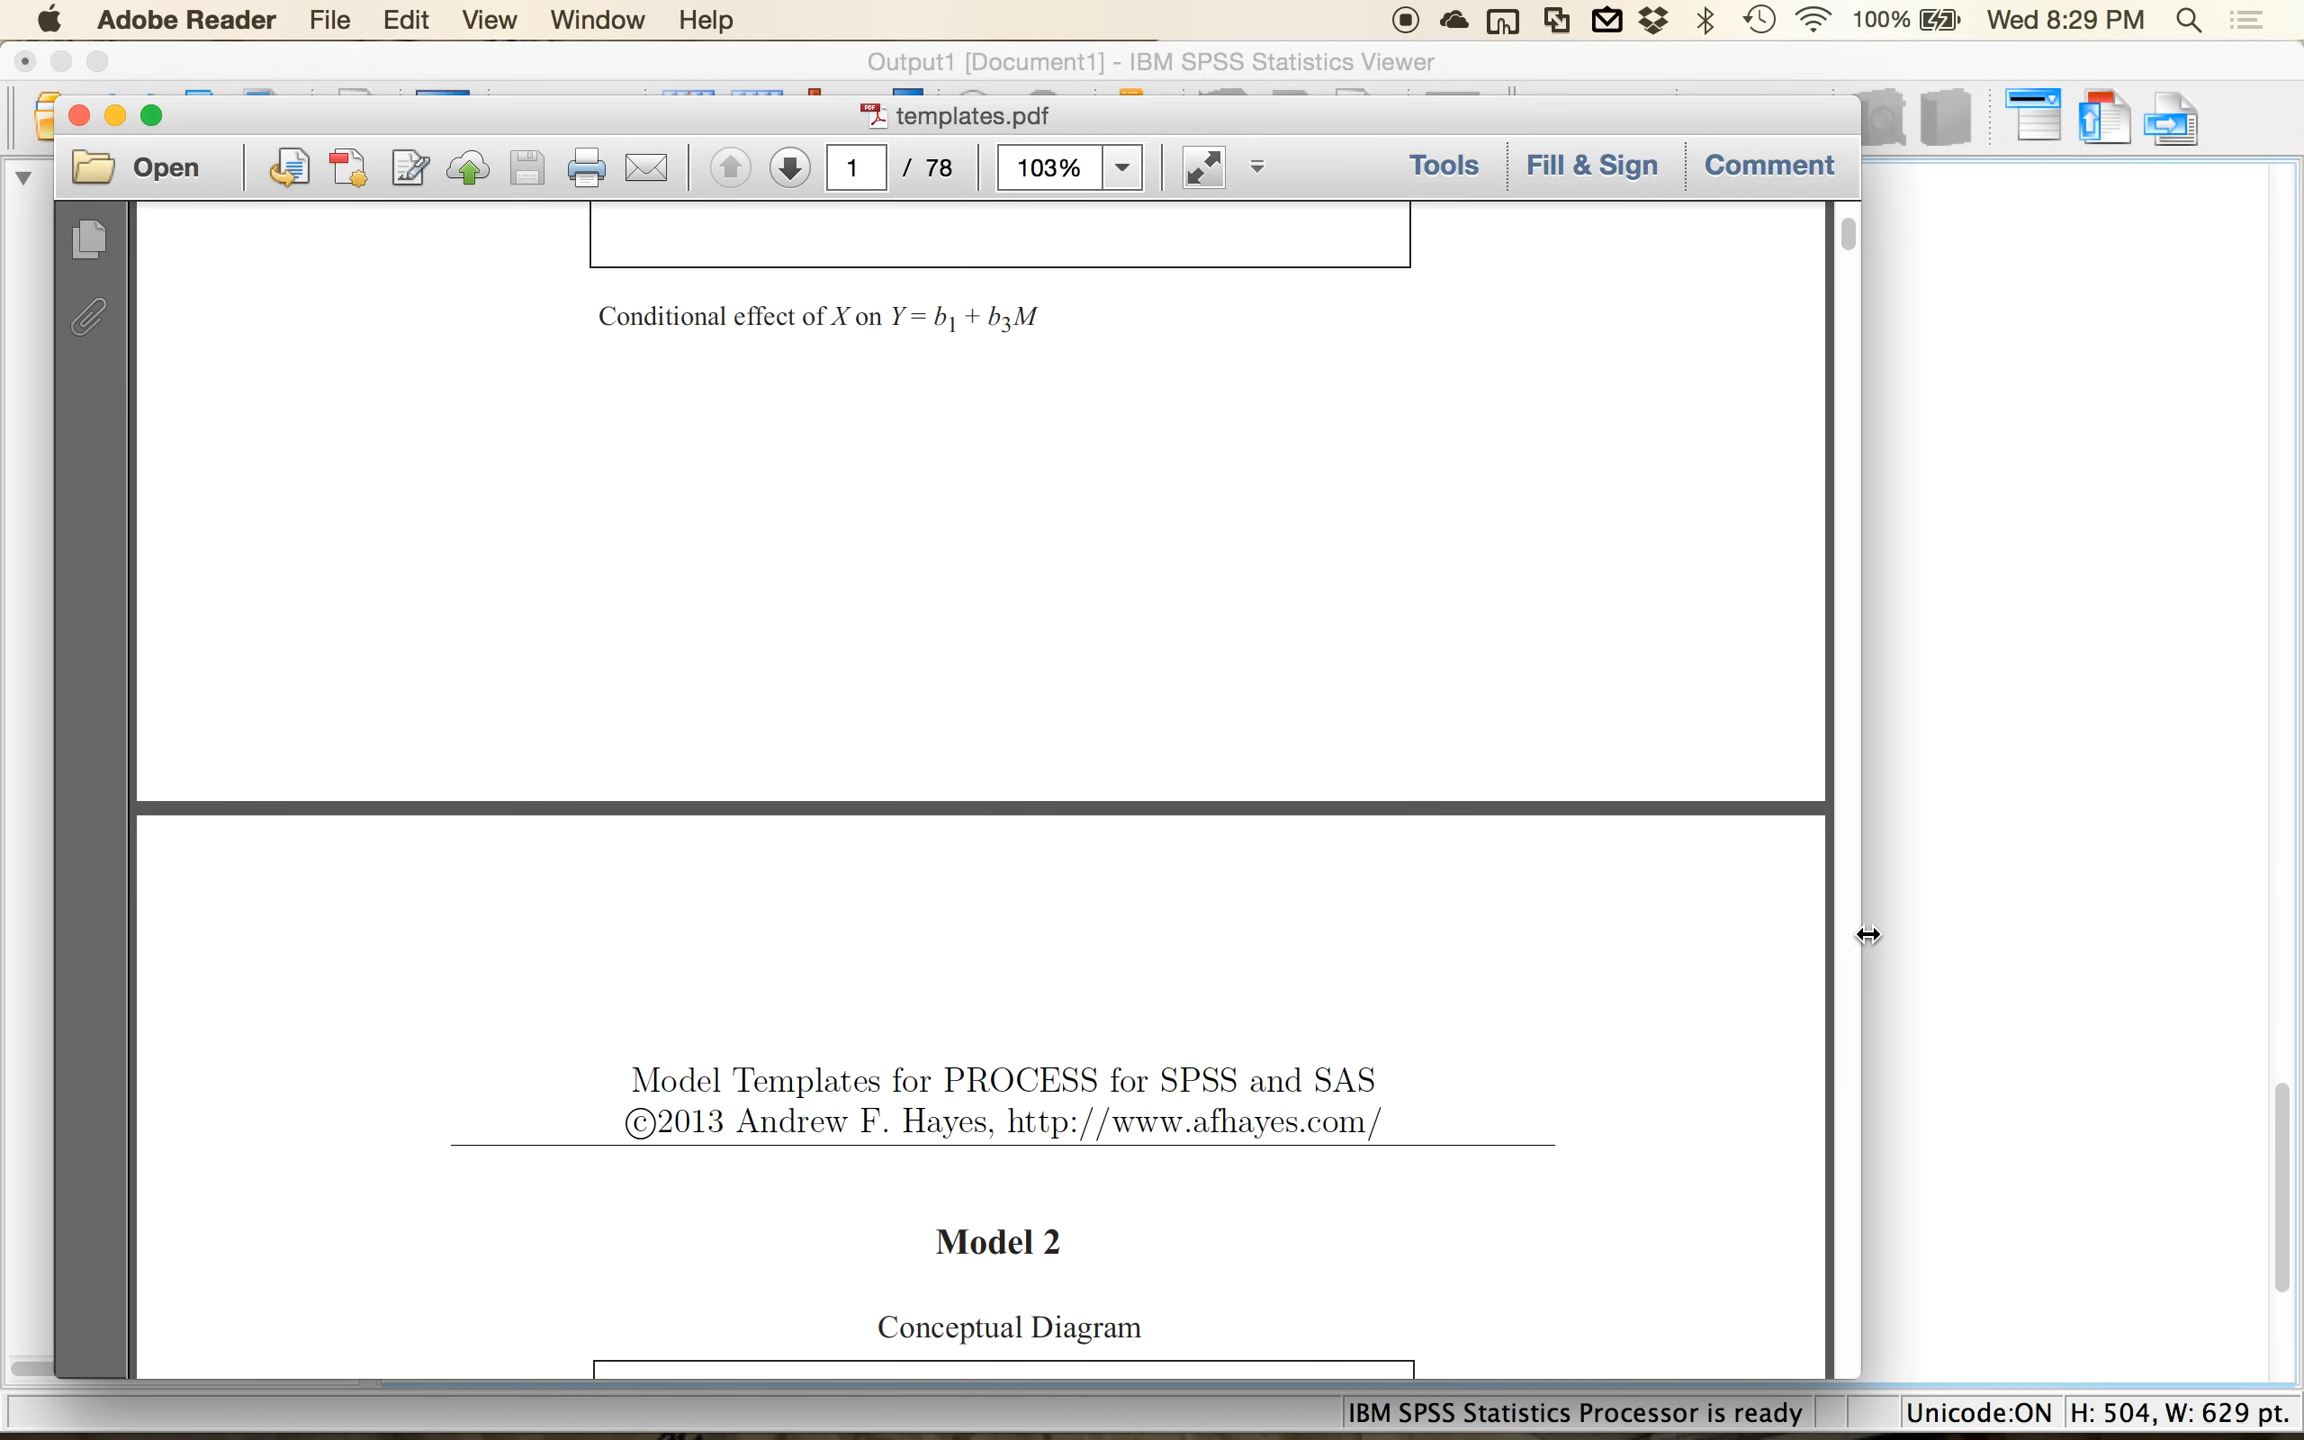 Adobe Reader File Edit View Window Help 100% Wed 8:29 PM
Output1 [Document1] - IBM SPSS Statistics Viewer
templates.pdf
Open 1 / 78 103% Tools Fill & Sign Comment
Conditional effect of X on Y = b1 + b3M
Model Templates for PROCESS for SPSS and SAS
©2013 Andrew F. Hayes, http://www.afhayes.com/
Model 2
Conceptual Diagram
IBM SPSS Statistics Processor is ready Unicode:ON H: 504, W: 629 pt.